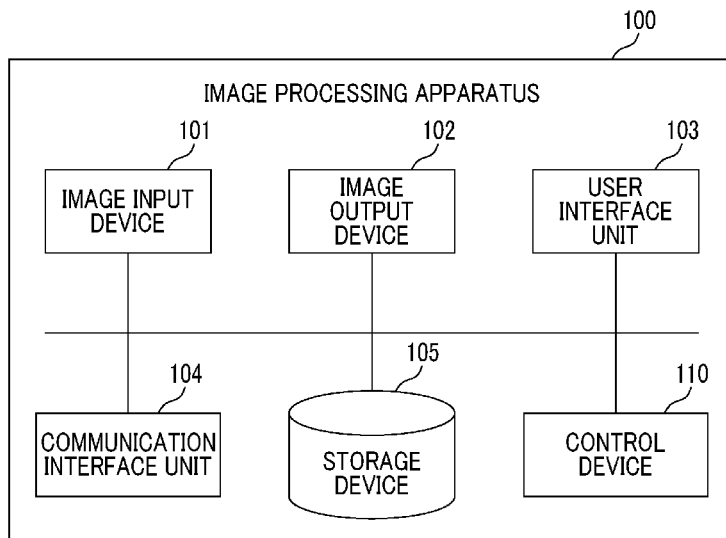 100
IMAGE PROCESSING APPARATUS
101
IMAGE INPUT
DEVICE
102
IMAGE
OUTPUT
DEVICE
103
USER
INTERFACE
UNIT
104
COMMUNICATION
INTERFACE UNIT
105
STORAGE
DEVICE
110
CONTROL
DEVICE